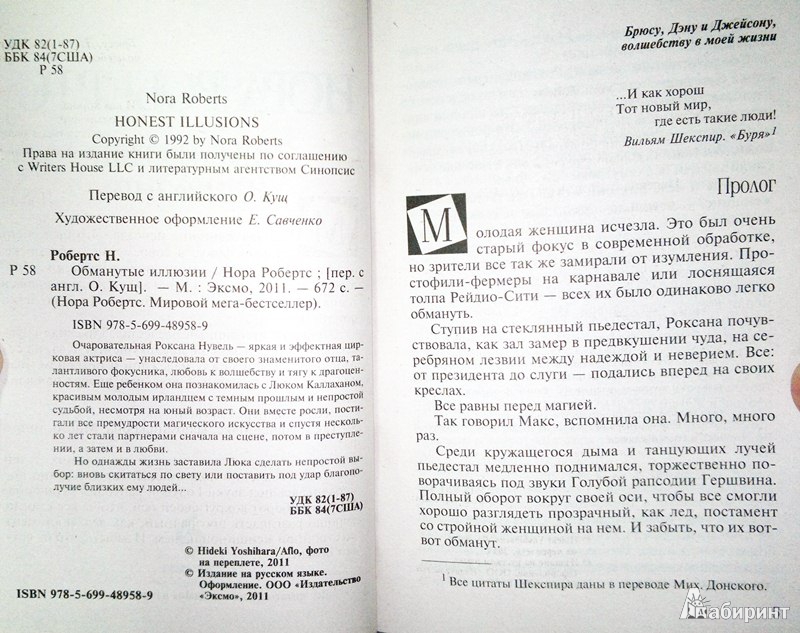 УДК 82(1-87)
ББК 84(7США)
Р 58
Nora Roberts
HONEST ILLUSIONS
Copyright © 1992 by Nora Roberts
Права на издание книги были получены по соглашению
с Writers House LLC и литературным агентством Синопсис
Перевод с английского О. Кущ
Художественное оформление Е. Савченко
Робертс Н.
Р 58
Обманутые иллюзии / Нора Робертс ; [пер. с
англ. О. Кущ]. — М. : Эксмо, 2011. — 672 с. —
(Нора Робертс. Мировой мега-бестселлер).
ISBN 978-5-699-48958-9
Очаровательная Роксана Нувель — яркая и эффектная цир-
ковая актриса — унаследовала от своего знаменитого отца, та-
лантливого фокусника, любовь к волшебству и тягу к драгоцен-
ностям. Еще ребенком она познакомилась с Люком Каллаханом,
красивым молодым ирландцем с темным прошлым и непростой
судьбой, несмотря на юный возраст. Они вместе росли, пости-
гали все премудрости магического искусства и спустя несколь-
ко лет стали партнерами сначала на сцене, потом в преступле-
нии, а затем и в любви.
Но однажды жизнь заставила Люка сделать непростой вы-
бор: вновь скитаться по свету или поставить под удар благопо-
лучие близких ему людей...
УДК 82(1-87)
ББК 84(7США)
© Hideki Yoshihara/Aflo, фото
на переплете, 2011
© Издание на русском языке.
Оформление. ООО «Издательство
«Эксмо», 2011
ISBN 978-5-699-48958-9
Брюсу, Дэну и Джейсону,
волшебству в моей жизни
...И как хорош
Тот новый мир,
где есть такие люди!
Вильям Шекспир. «Буря»¹
Пролог
Молодая женщина исчезла. Это был очень
старый фокус в современной обработке,
но зрители все так же замирали от изумления. Про-
стофили-фермеры на карнавале или лоснящаяся
толпа Рейдио-Сити — всех их было одинаково легко
обмануть.
Ступив на стеклянный пьедестал, Роксана почув-
ствовала, как зал замер в предвкушении чуда, на се-
ребряном лезвии между надеждой и неверием. Все:
от президента до слуги — подались вперед на своих
креслах.
Все равны перед магией.
Так говорил Макс, вспомнила она. Много, много
раз.
Среди кружащегося дыма и танцующих лучей
пьедестал медленно поднимался, торжественно по-
ворачиваясь под звуки Голубой рапсодии Гершвина.
Полный оборот вокруг своей оси, чтобы все смогли
хорошо разглядеть прозрачный, как лед, постамент
со стройной женщиной на нем. И забыть, что их вот-
вот обманут.
¹ Все цитаты Шекспира даны в переводе Мих. Донского.
Лабиринт